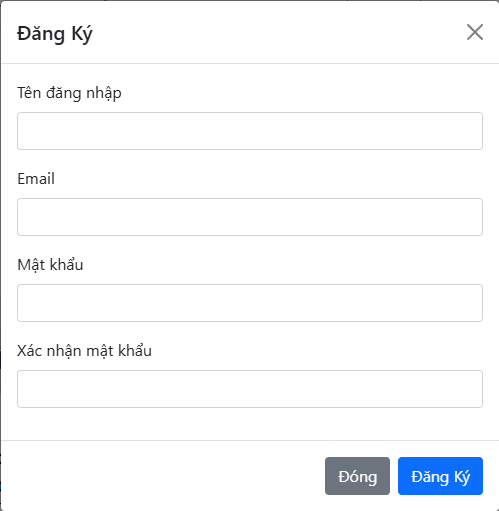 Đăng Ký
Tên đăng nhập
Email
Mật khẩu
Xác nhận mật khẩu
Đóng Đăng Ký